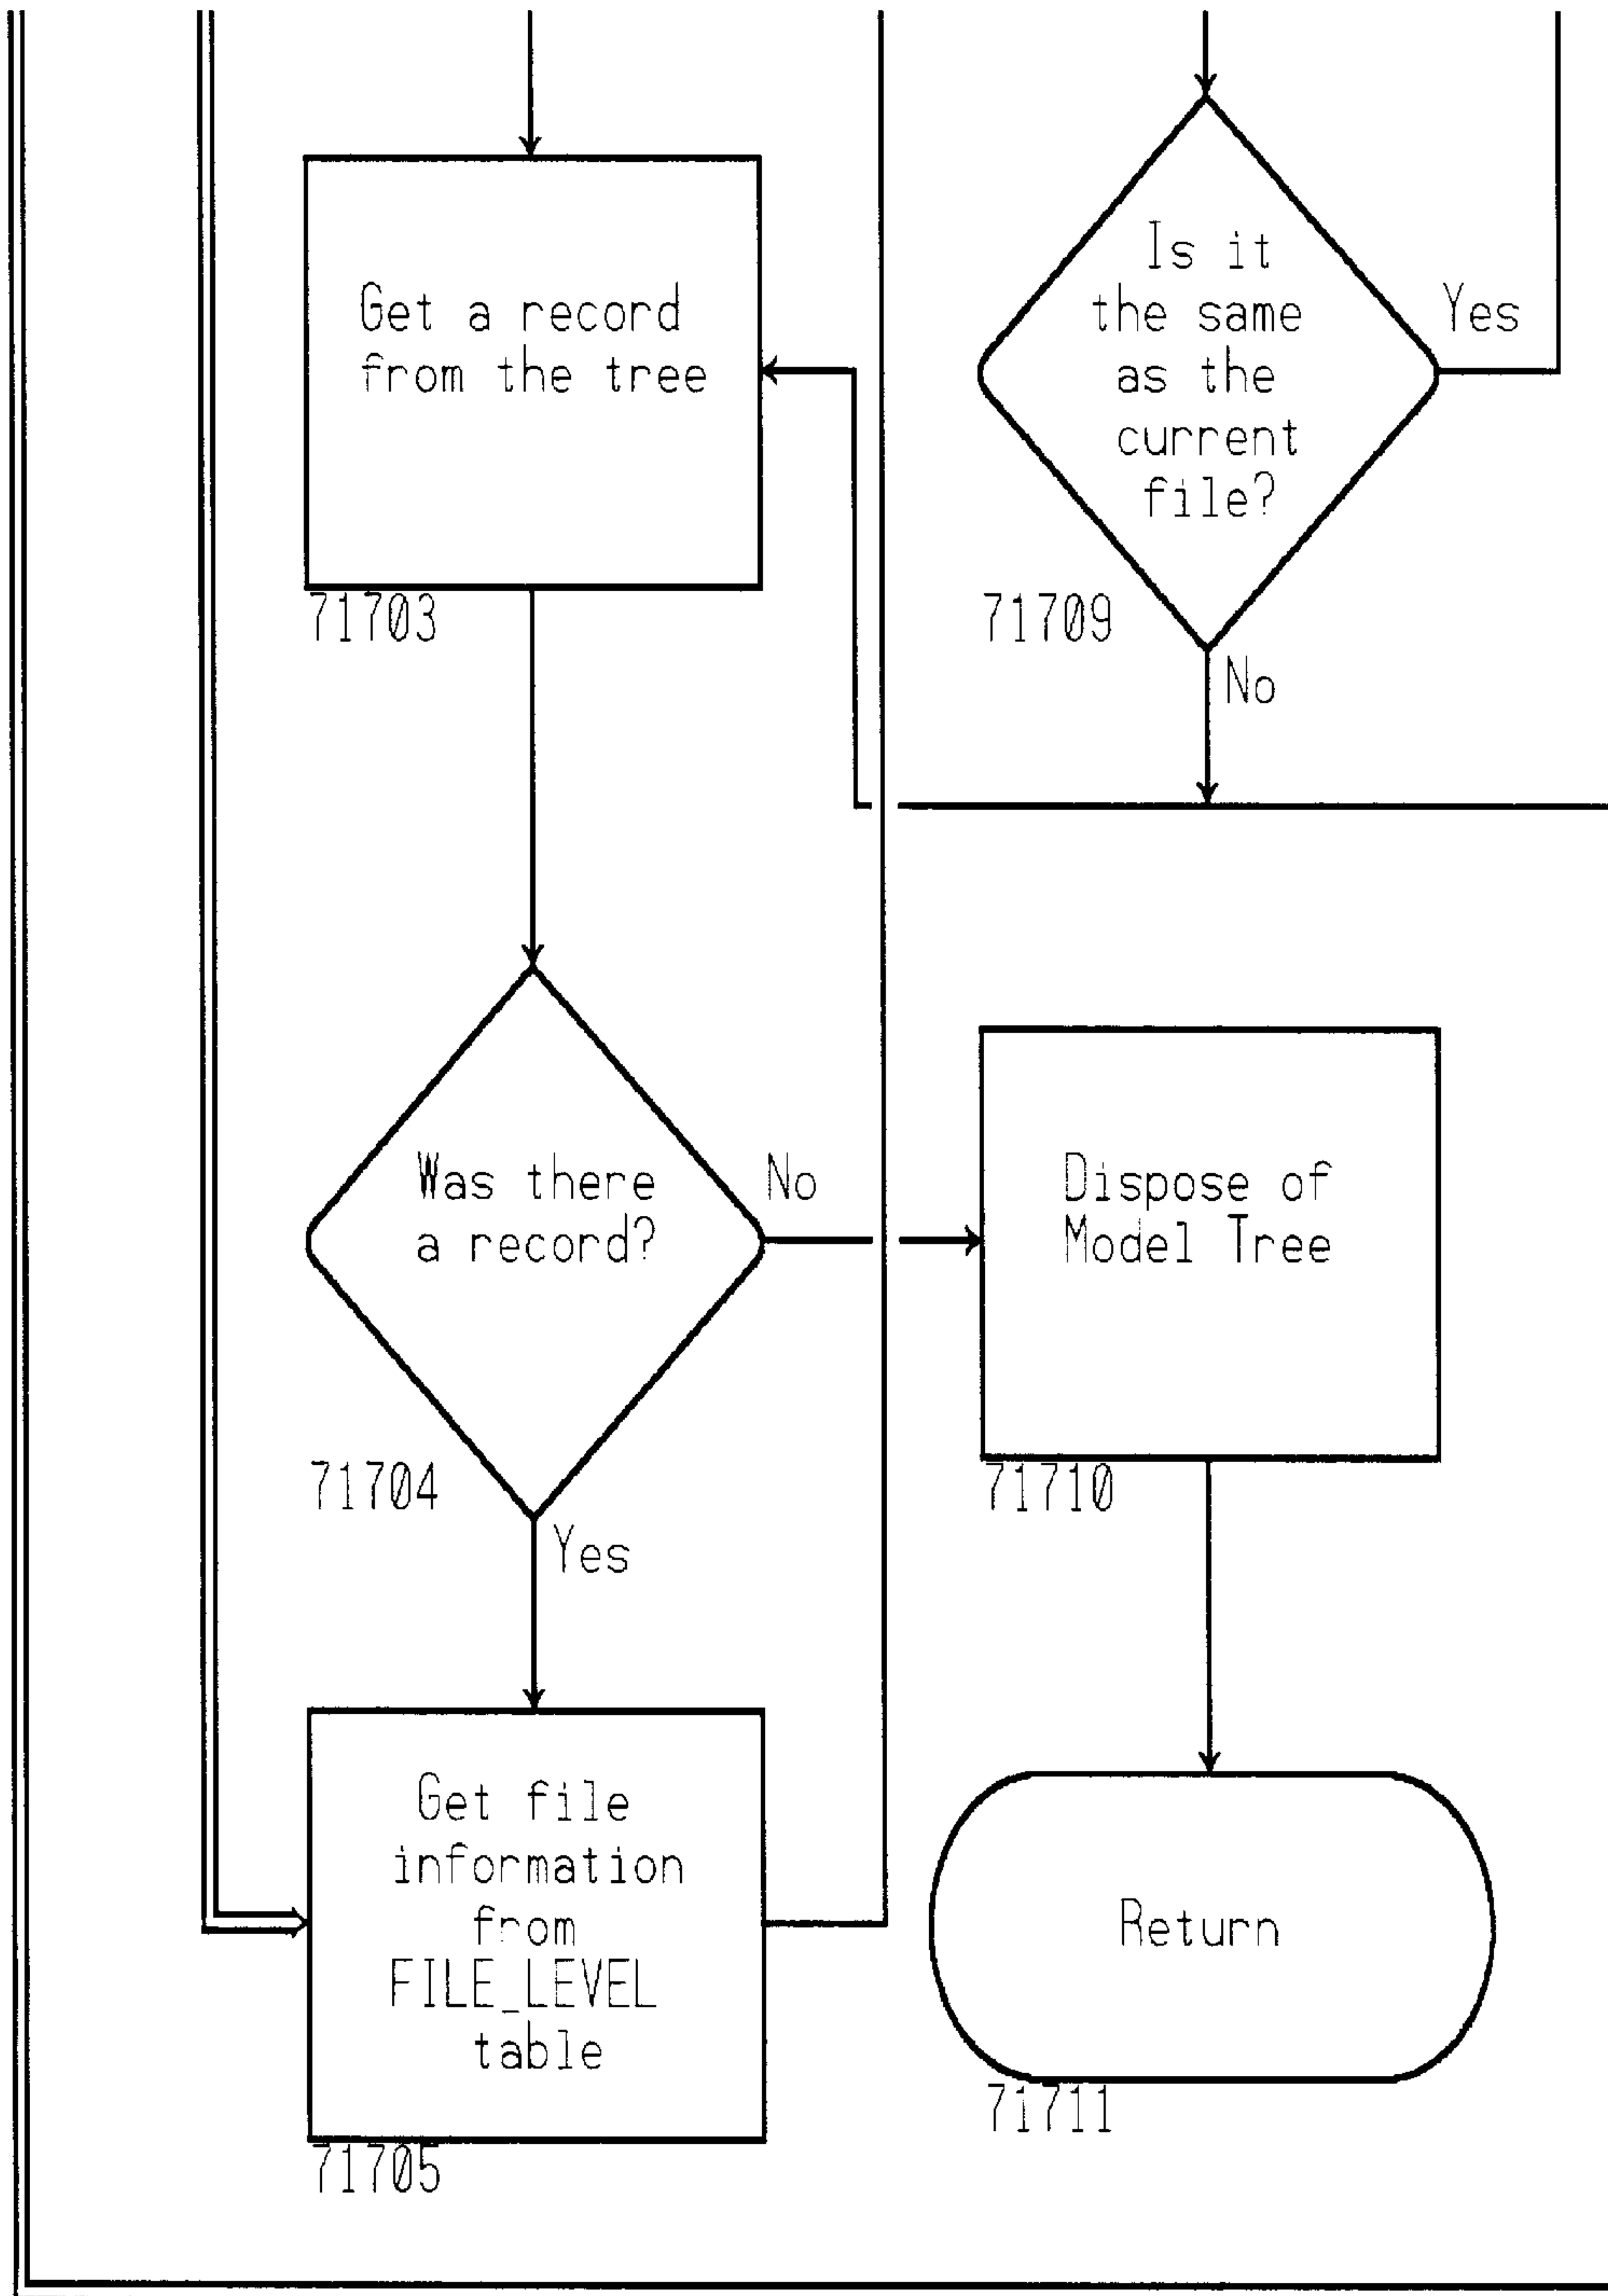 Get a record
from the tree
71703
Was there
a record?
No
71704
Yes
Get file
information
from
FILE_LEVEL
table
71705
Is it
the same
as the
current
file?
Yes
71709
No
Dispose of
Model Tree
71710
Return
71711